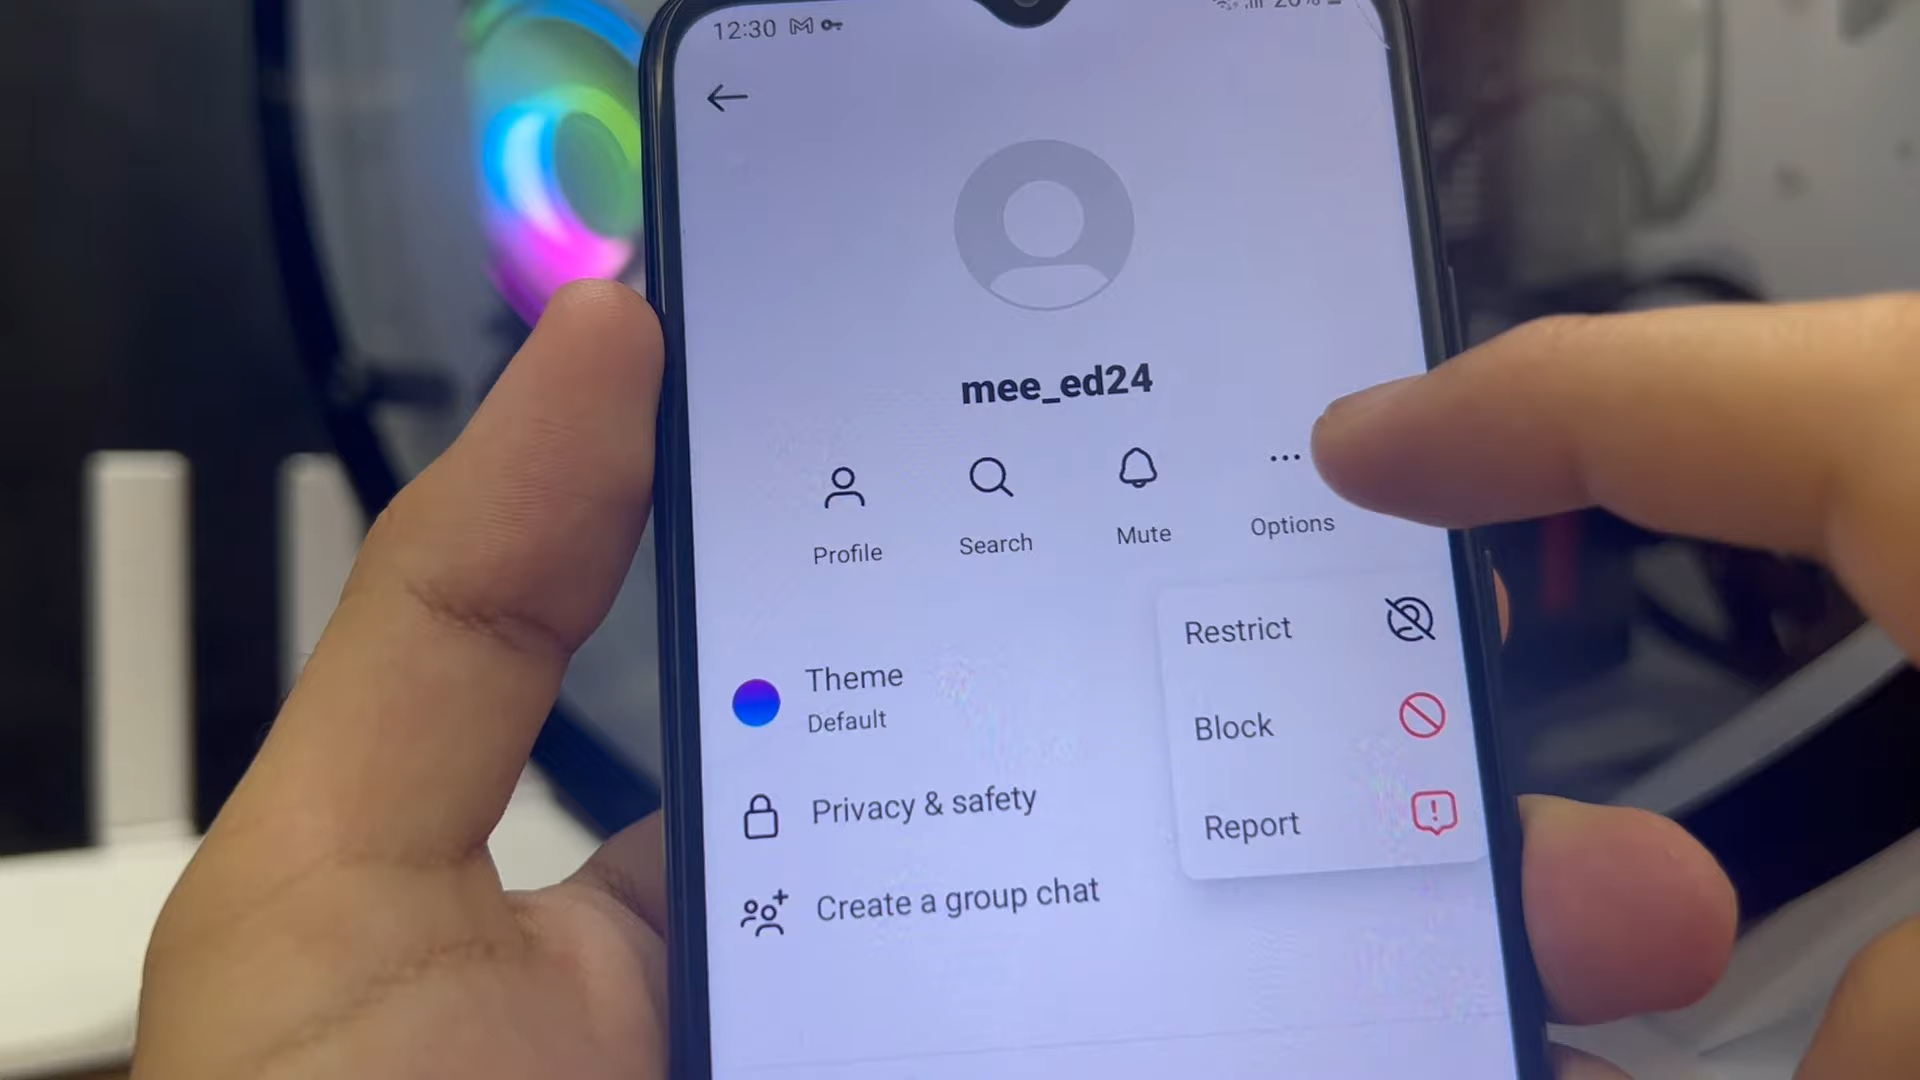 12:30
mee_ed24
Profile Search Mute Options
Restrict
Theme
Default
Block
Privacy & safety
Report
Create a group chat